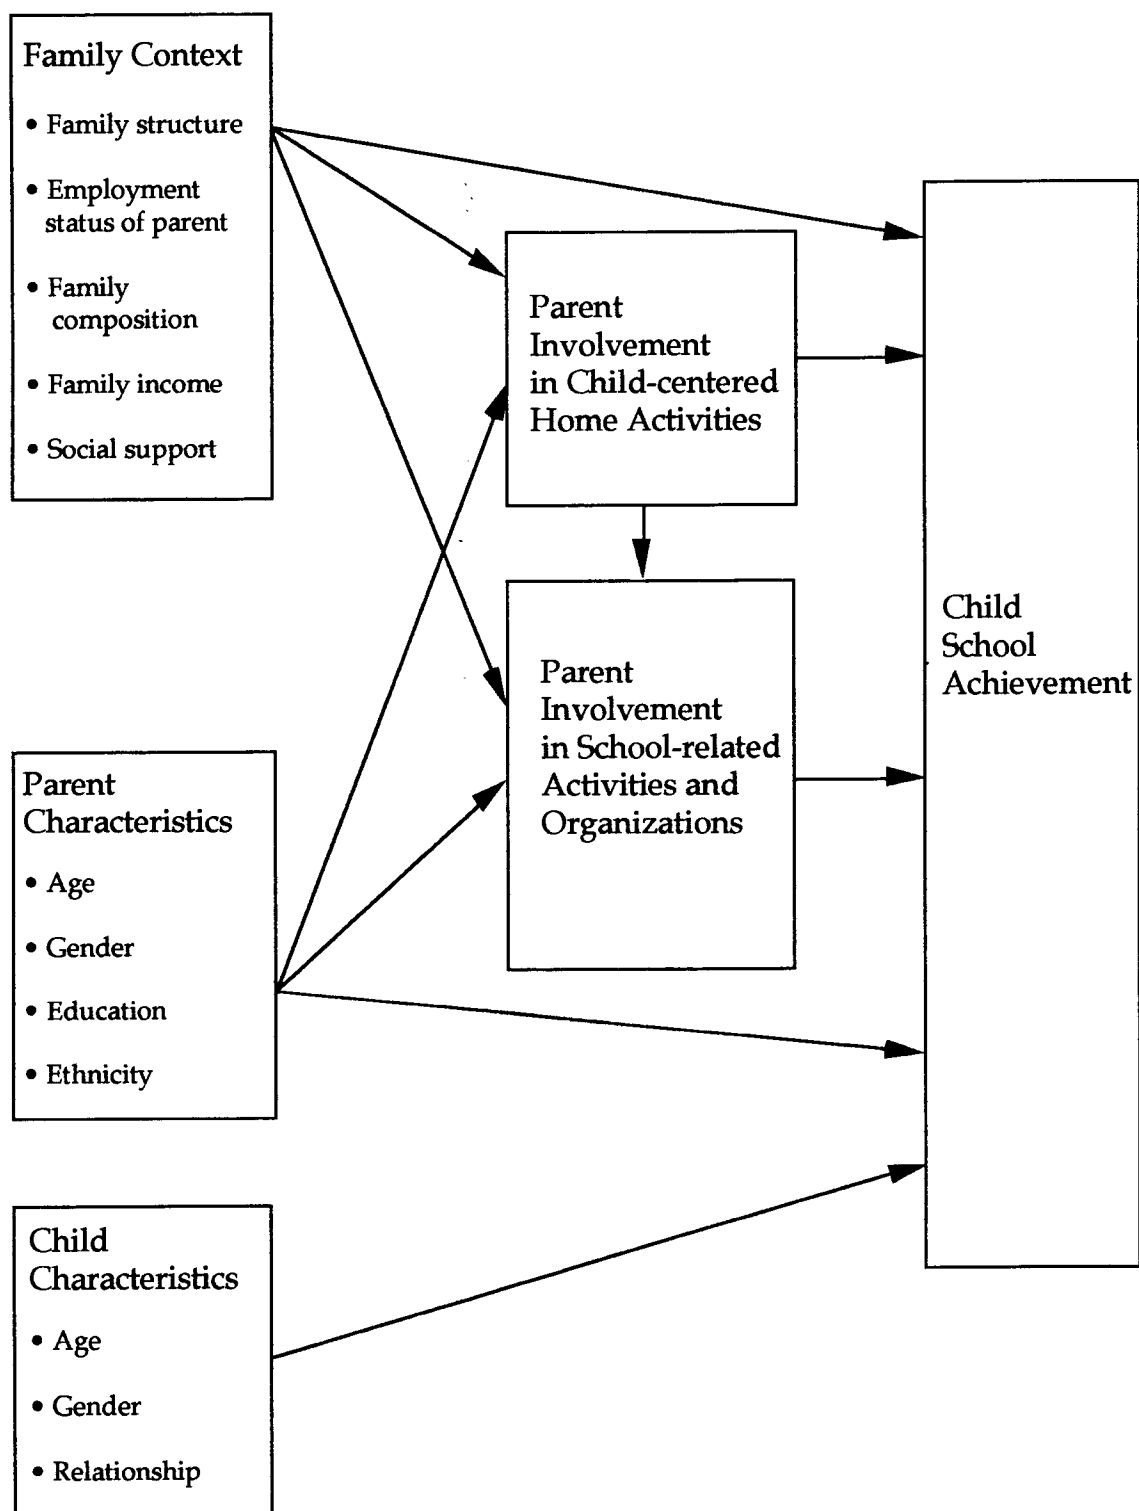 Family Context
• Family structure
• Employment
status of parent
• Family
composition
• Family income
• Social support
Parent
Involvement
in Child-centered
Home Activities
Parent
Involvement
in School-related
Activities and
Organizations
Child
School
Achievement
Parent
Characteristics
• Age
• Gender
• Education
• Ethnicity
Child
Characteristics
• Age
• Gender
• Relationship